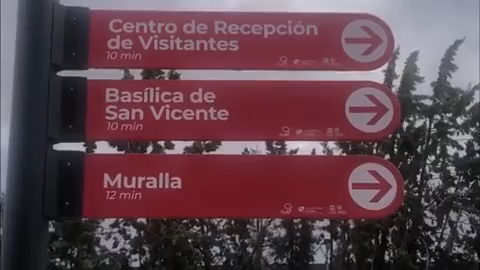 Centro de Recepción
de Visitantes
10 min
Basílica de
San Vicente
10 min
Muralla
12 min